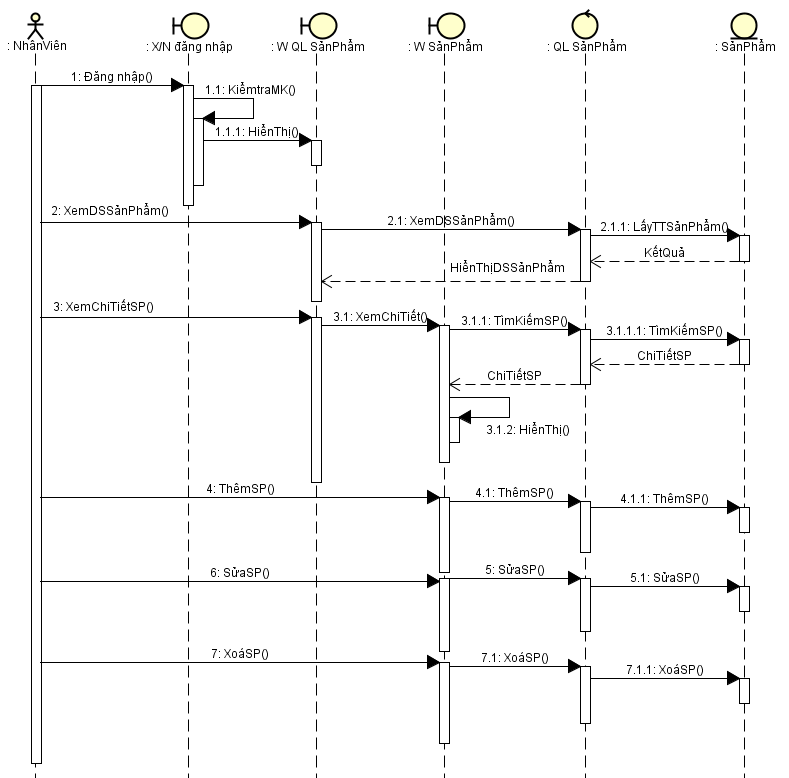 : NhânViên
: X/N đăng nhập
: W QL SảnPhẩm
: W SảnPhẩm
: QL SảnPhẩm
: SảnPhẩm
1: Đăng nhập()
1.1: KiểmtraMK()
1.1.1: HiểnThị()
2: XemDSSảnPhẩm()
2.1: XemDSSảnPhẩm()
2.1.1: LấyTTSảnPhẩm()
KếtQuả
HiểnThịDSSảnPhẩm
3: XemChiTiếtSP()
3.1: XemChiTiết()
3.1.1: TìmKiếmSP()
3.1.1.1: TìmKiếmSP()
ChiTiếtSP
ChiTiếtSP
3.1.2: HiểnThị()
4: ThêmSP()
4.1: ThêmSP()
4.1.1: ThêmSP()
6: SửaSP()
5: SửaSP()
5.1: SửaSP()
7: XoáSP()
7.1: XoáSP()
7.1.1: XoáSP()